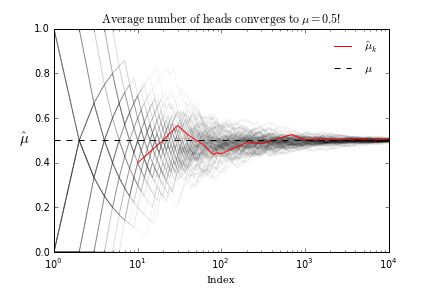 Average number of heads converges to μ = 0.5!
1.0
0.8
0.6
0.4
0.2
0.0
μ̂
μ̂ₖ
μ
10⁰ 10¹ 10² 10³ 10⁴
Index